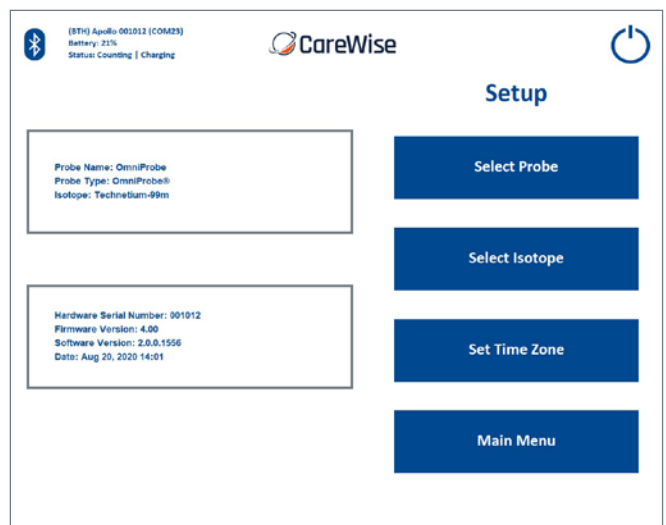 (BTH) Apollo 001012 (COM23)
Battery: 21%
Status: Counting | Charging
CareWise
Setup
Probe Name: OmniProbe
Probe Type: OmniProbe®
Isotope: Technetium-99m
Select Probe
Select Isotope
Hardware Serial Number: 001012
Firmware Version: 4.00
Software Version: 2.0.0.1556
Date: Aug 20, 2020 14:01
Set Time Zone
Main Menu